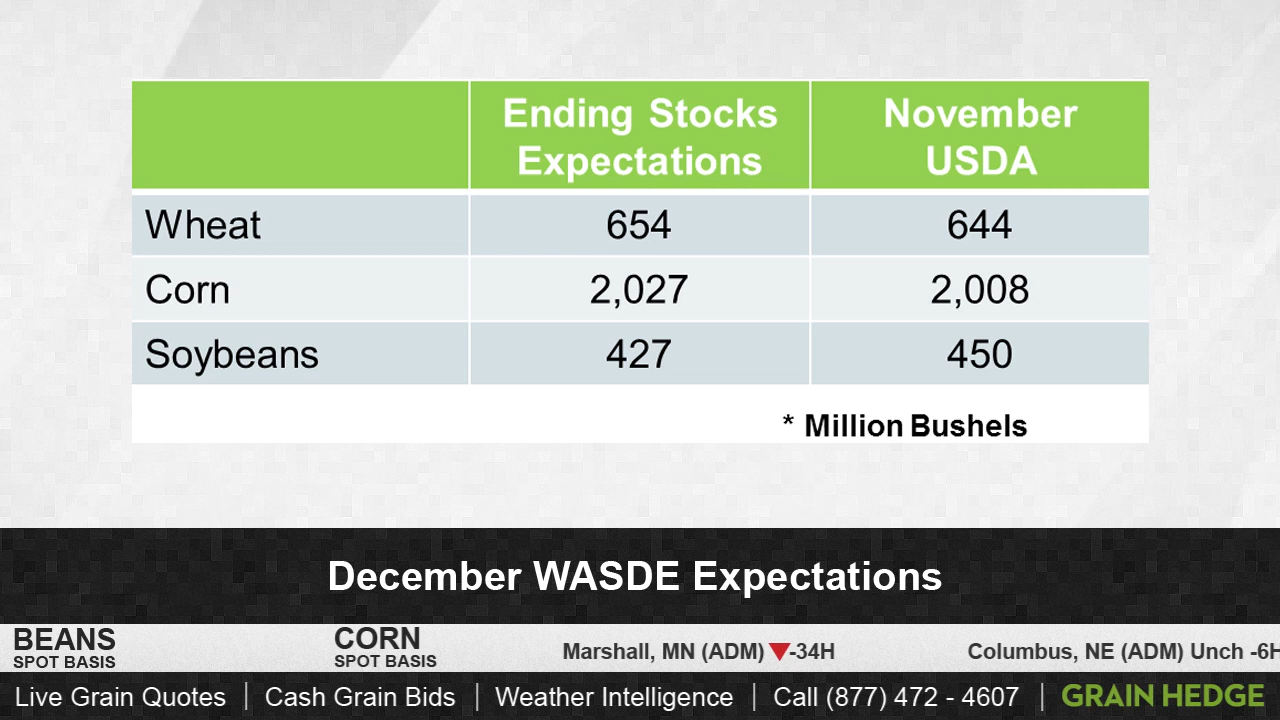 Ending Stocks Expectations
November USDA
Wheat 654 644
Corn 2,027 2,008
Soybeans 427 450
* Million Bushels
December WASDE Expectations
BEANS
SPOT BASIS
CORN
SPOT BASIS
Marshall, MN (ADM) ▼-34H
Columbus, NE (ADM) Unch -6H
Live Grain Quotes | Cash Grain Bids | Weather Intelligence | Call (877) 472 - 4607 | GRAIN HEDGE